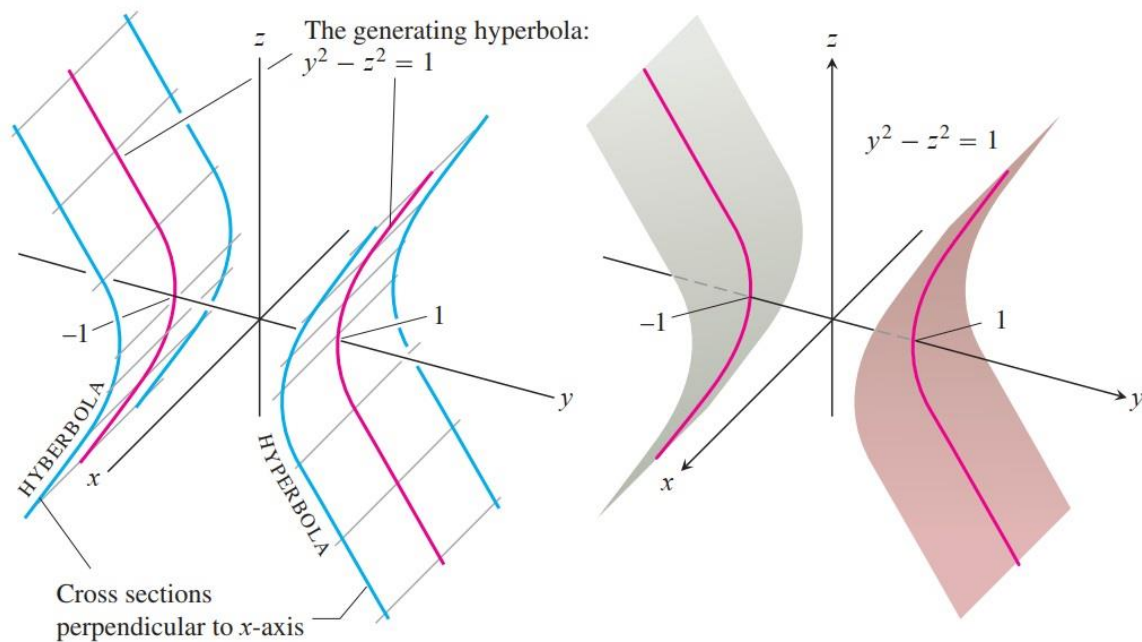 The generating hyperbola:
y² − z² = 1
z
−1
1
y
x
HYBERBOLA
HYPERBOLA
Cross sections
perpendicular to x-axis
z
y² − z² = 1
−1
1
y
x